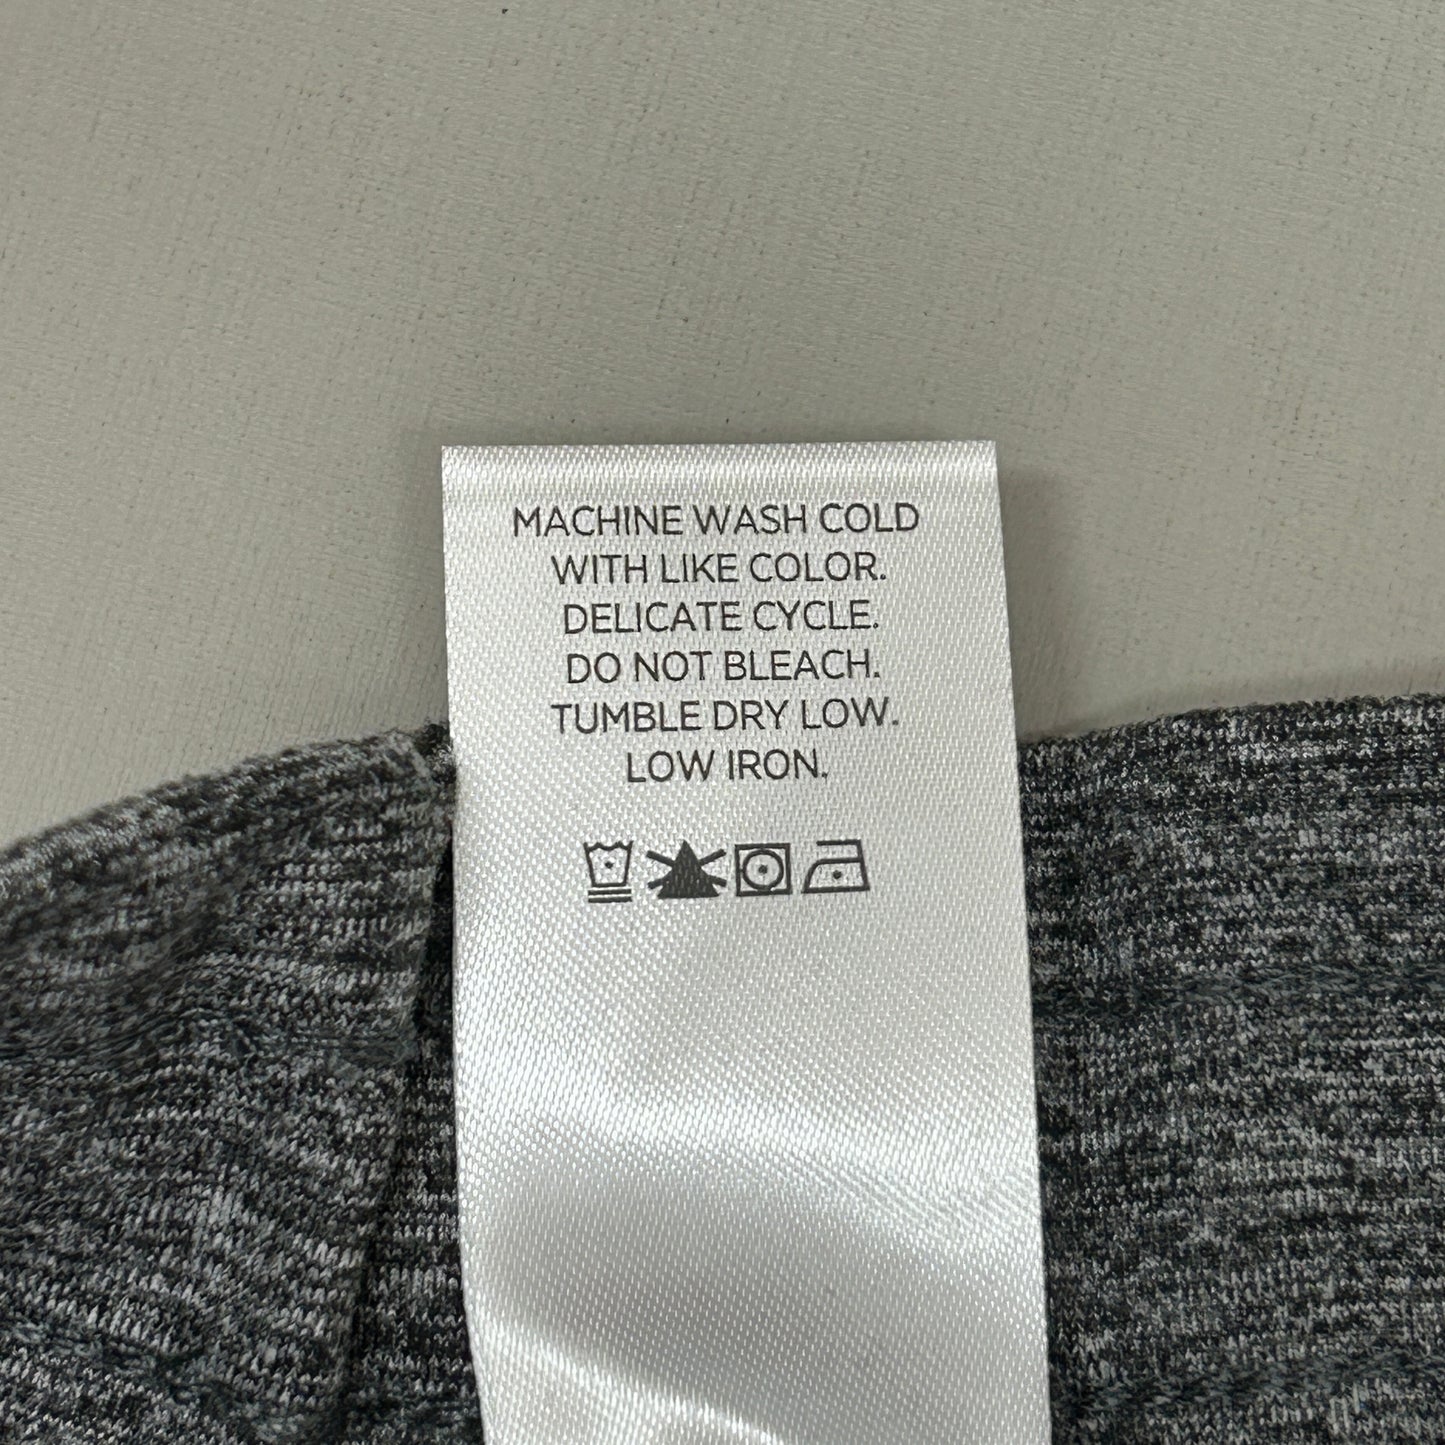 MACHINE WASH COLD
WITH LIKE COLOR.
DELICATE CYCLE.
DO NOT BLEACH.
TUMBLE DRY LOW.
LOW IRON.